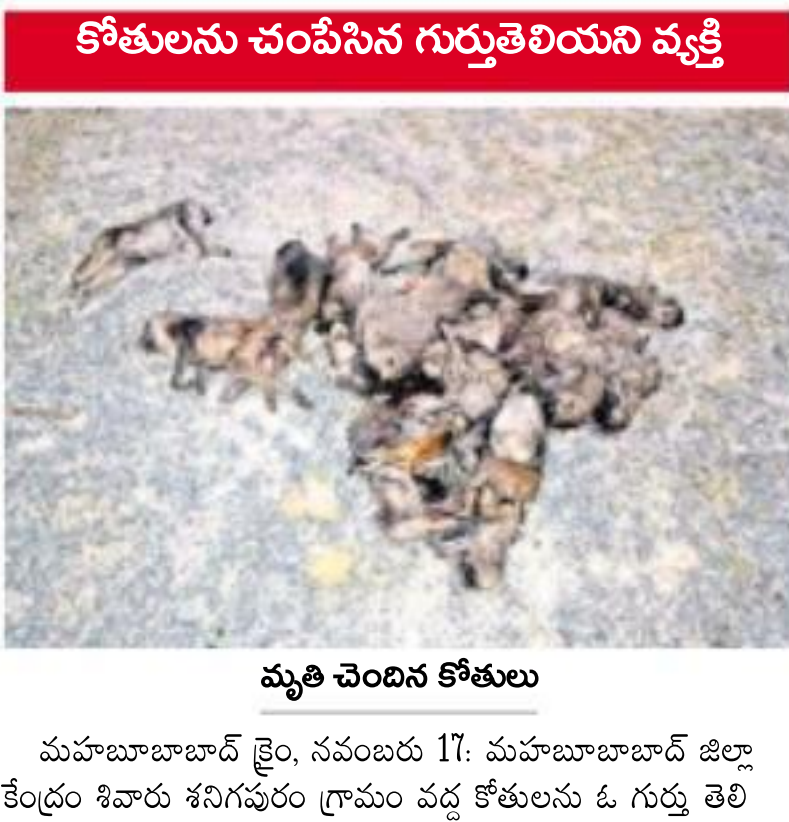 కోతులను చంపేసిన గుర్తుతెలియని వ్యక్తి
మృతి చెందిన కోతులు
మహబూబాబాద్ క్రైం, నవంబరు 17: మహబూబాబాద్ జిల్లా
కేంద్రం శివారు శనిగపురం గ్రామం వద్ద కోతులను ఓ గుర్తు తెలి